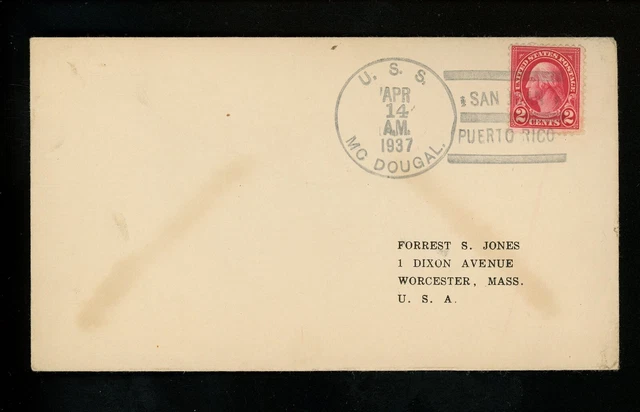 U. S. S.
APR
14
A.M.
1937
MC DOUGAL.
SAN
PUERTO RICO
UNITED STATES POSTAGE
2 CENTS 2
FORREST S. JONES
1 DIXON AVENUE
WORCESTER, MASS.
U. S. A.